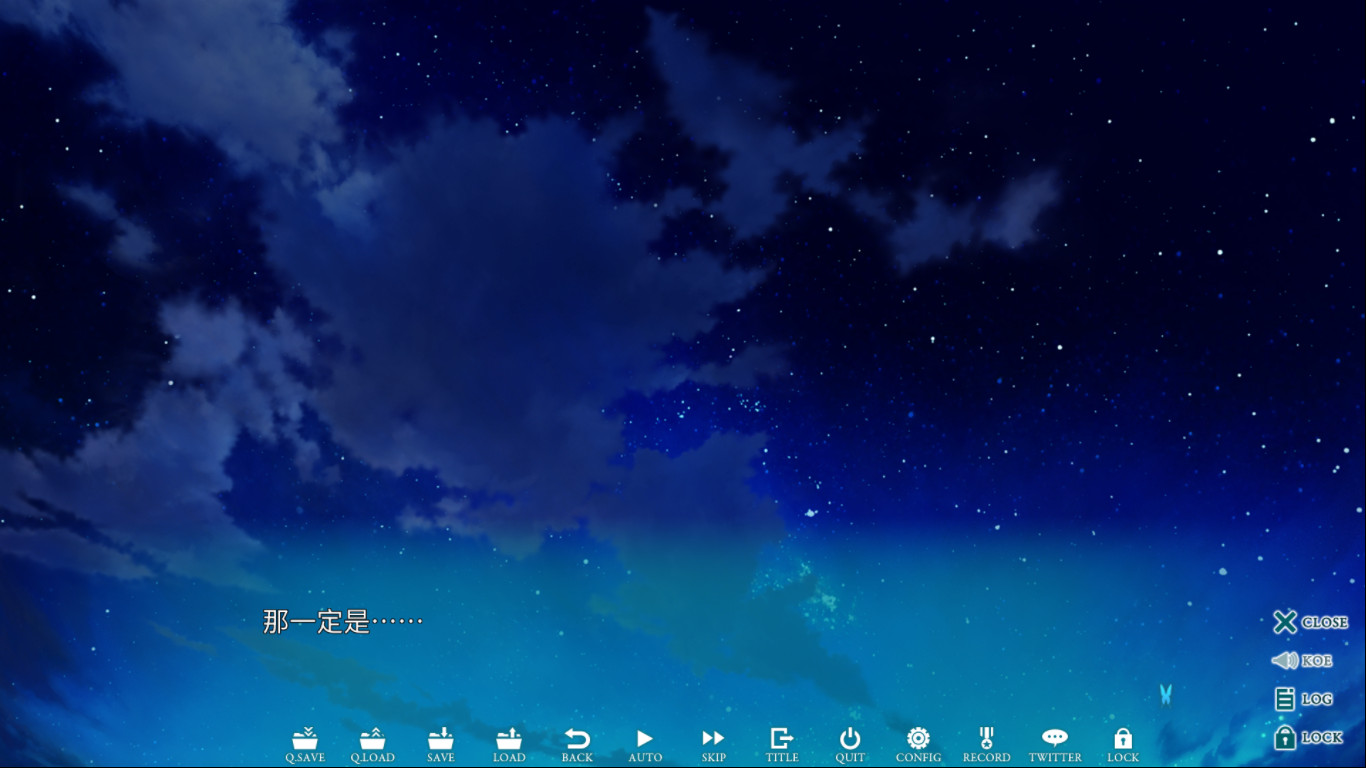 那一定是……
CLOSE
KOE
LOG
LOCK
Q.SAVE Q.LOAD SAVE LOAD BACK AUTO SKIP TITLE QUIT CONFIG RECORD TWITTER LOCK